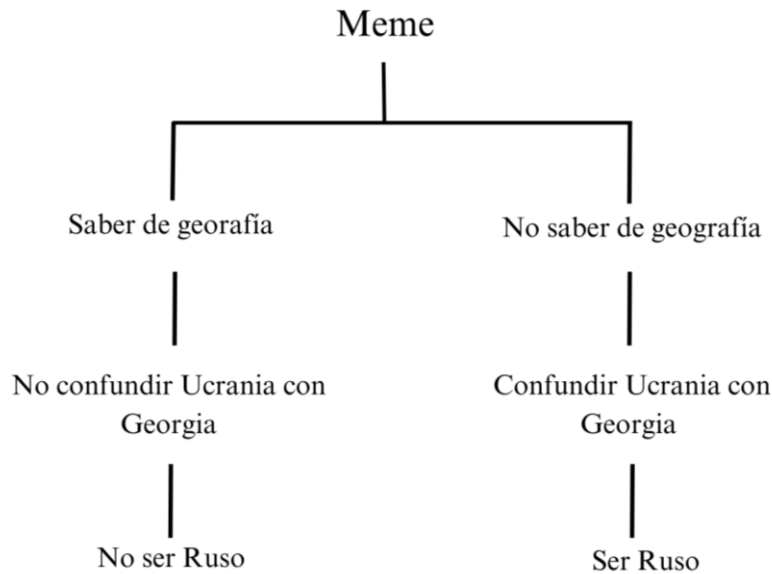 Meme
Saber de georafía
No saber de geografía
No confundir Ucrania con
Georgia
Confundir Ucrania con
Georgia
No ser Ruso
Ser Ruso